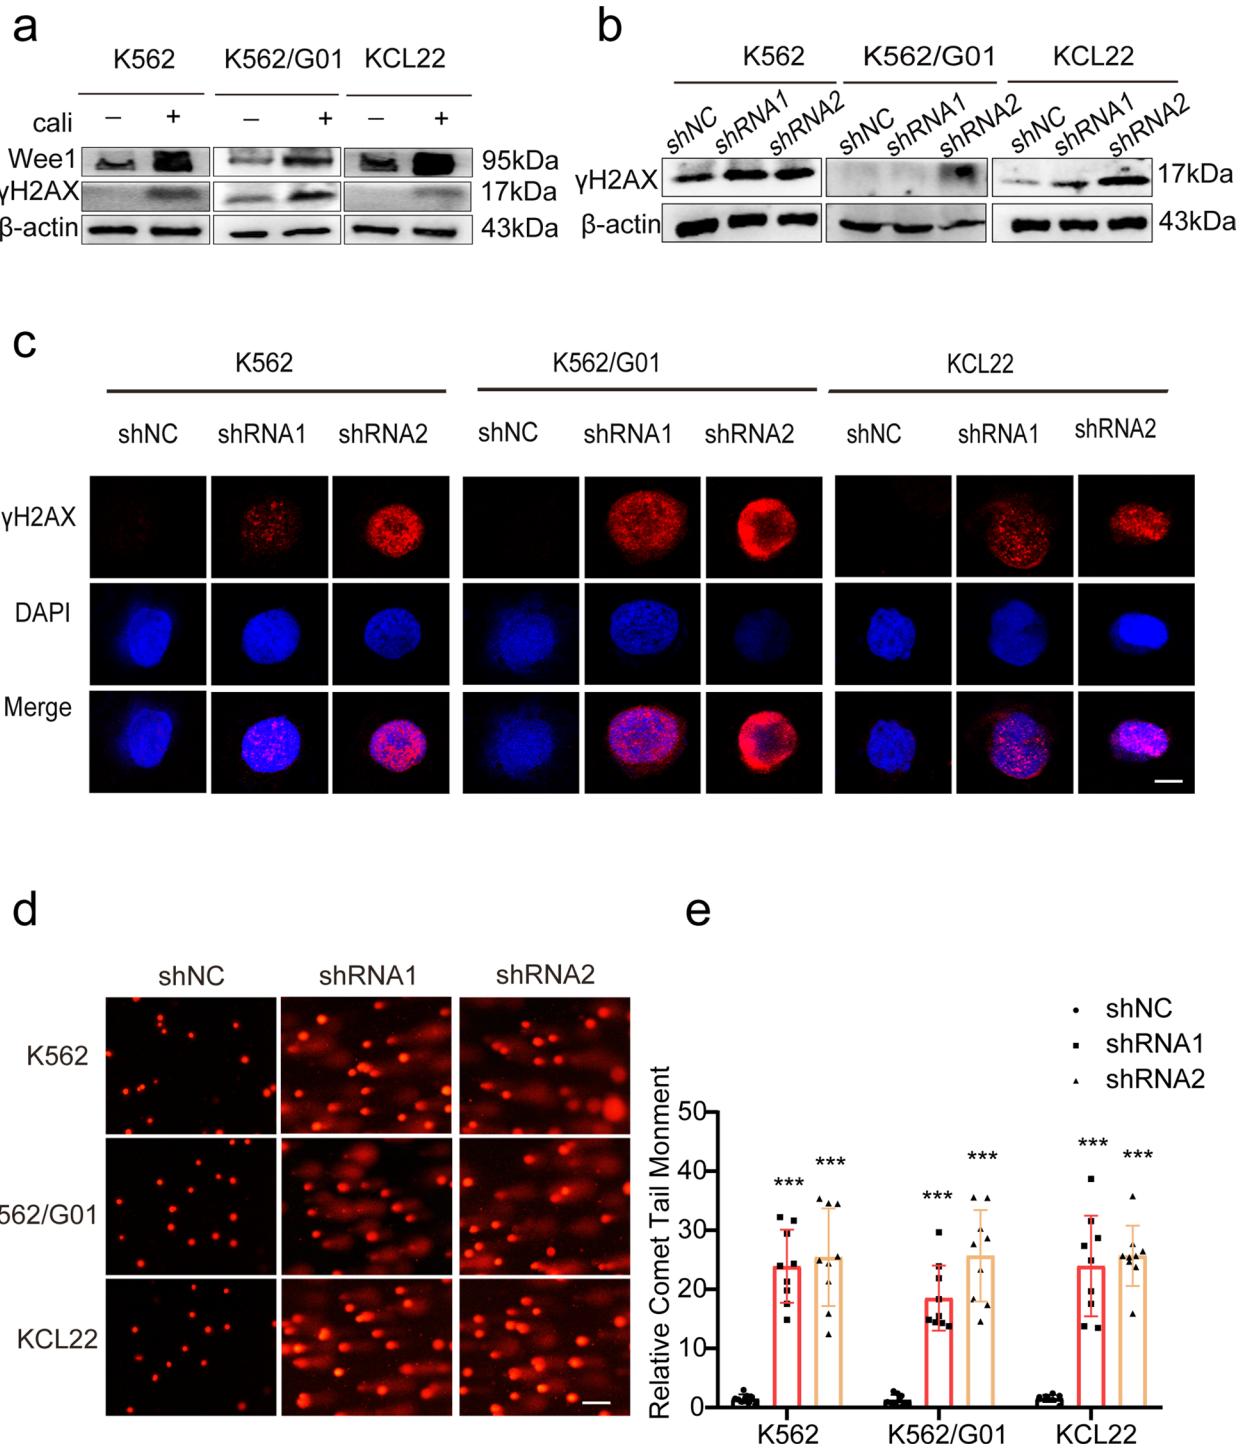 a
K562 K562/G01 KCL22
cali − + − + − +
Wee1 95kDa
γH2AX 17kDa
β-actin 43kDa
b
K562 K562/G01 KCL22
shNC shRNA1 shRNA2 shNC shRNA1 shRNA2 shNC shRNA1 shRNA2
γH2AX 17kDa
β-actin 43kDa
c
K562 K562/G01 KCL22
shNC shRNA1 shRNA2 shNC shRNA1 shRNA2 shNC shRNA1 shRNA2
γH2AX
DAPI
Merge
d
shNC shRNA1 shRNA2
K562
562/G01
KCL22
e
shNC
shRNA1
shRNA2
Relative Comet Tail Monment
50
40
30
20
10
0
*** *** *** *** *** ***
K562 K562/G01 KCL22